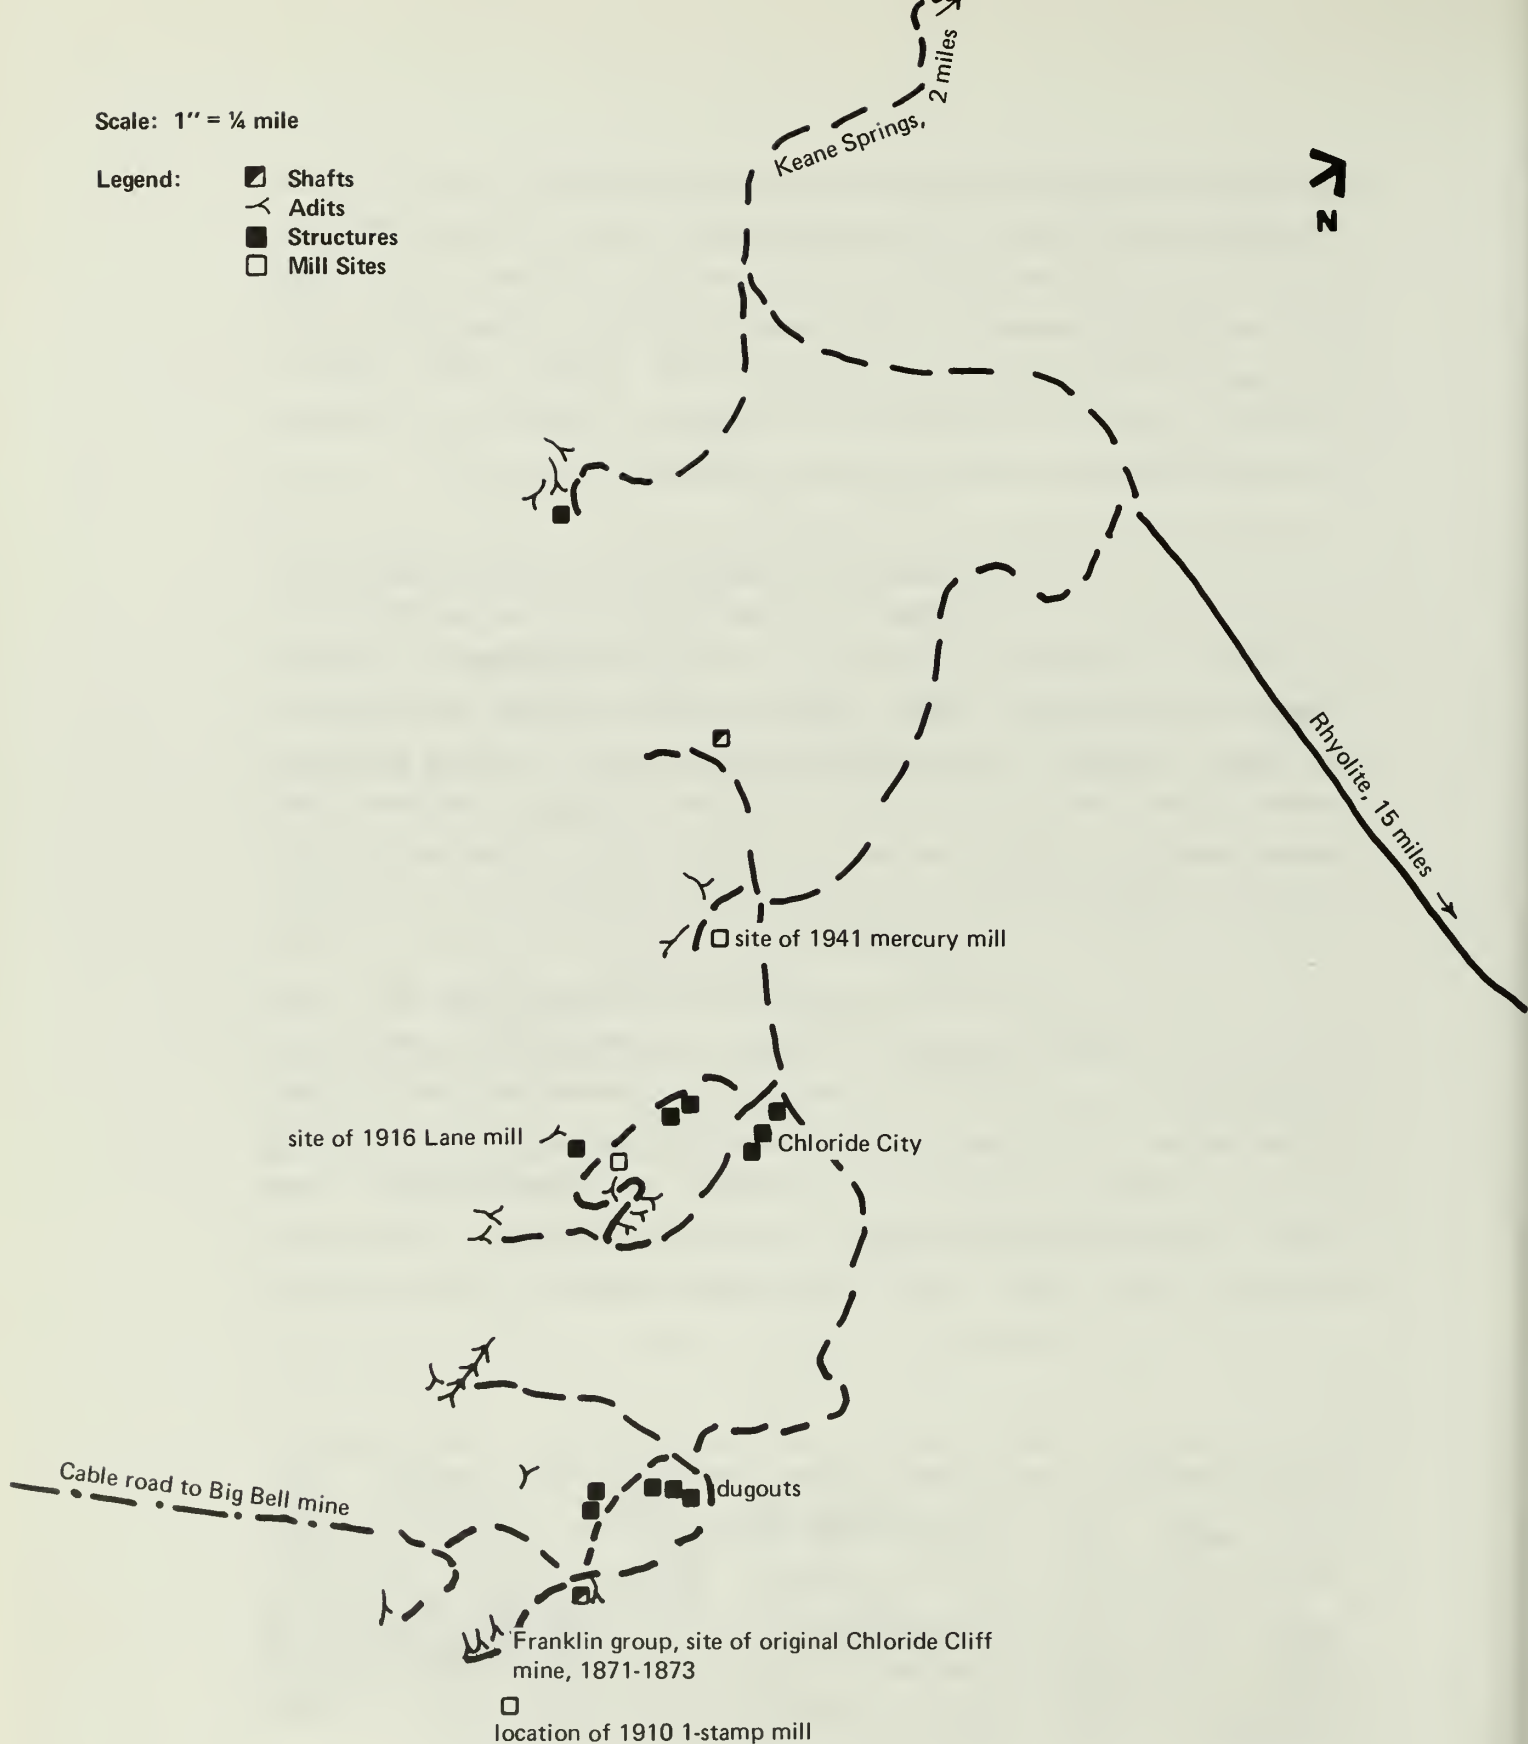 2 miles
Keane Springs,
Scale: 1" = ¼ mile
Legend:
Shafts
Adits
Structures
Mill Sites
N
Rhyolite, 15 miles
site of 1941 mercury mill
site of 1916 Lane mill
Chloride City
Cable road to Big Bell mine
dugouts
Franklin group, site of original Chloride Cliff
mine, 1871-1873
location of 1910 1-stamp mill